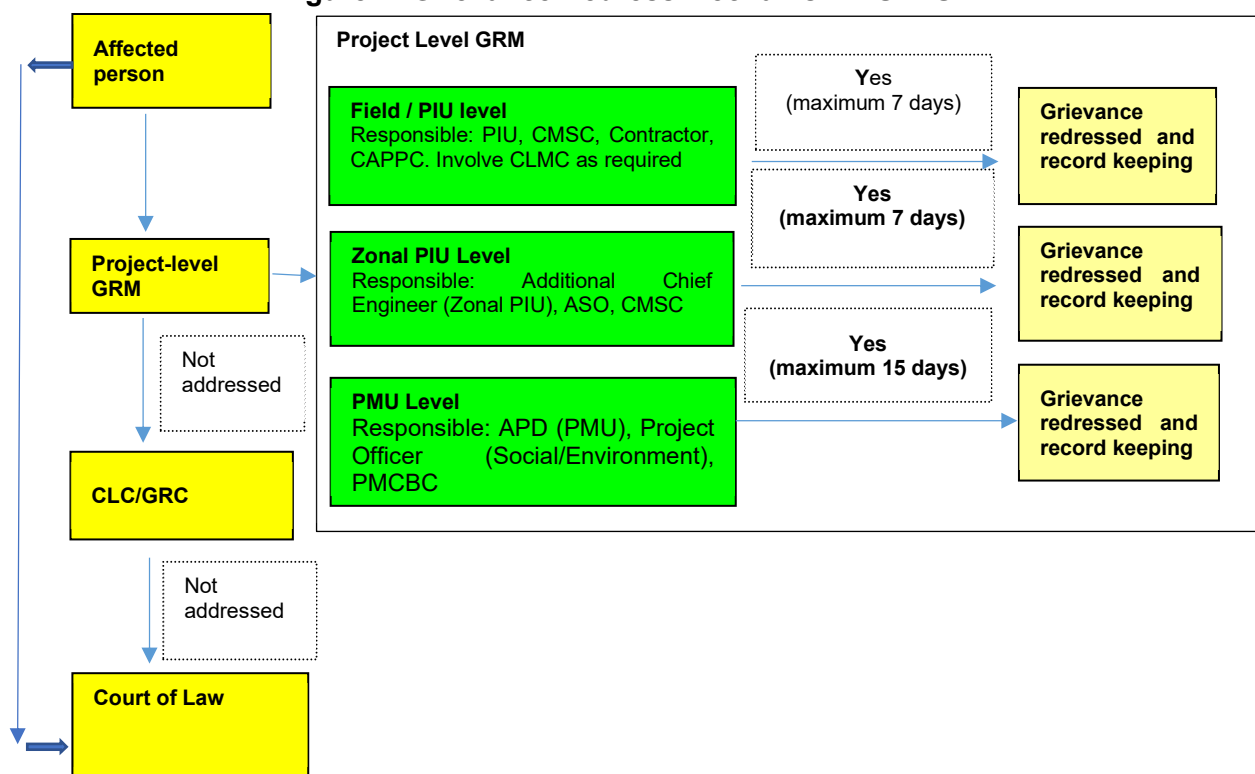 Affected
person
Project Level GRM
Yes
(maximum 7 days)
Field / PIU level
Responsible: PIU, CMSC, Contractor,
CAPPC. Involve CLMC as required
Grievance
redressed and
record keeping
Yes
(maximum 7 days)
Project-level
GRM
Zonal PIU Level
Responsible: Additional Chief
Engineer (Zonal PIU), ASO, CMSC
Grievance
redressed and
record keeping
Not
addressed
Yes
(maximum 15 days)
PMU Level
Responsible: APD (PMU), Project
Officer (Social/Environment),
PMCBC
Grievance
redressed and
record keeping
CLC/GRC
Not
addressed
Court of Law